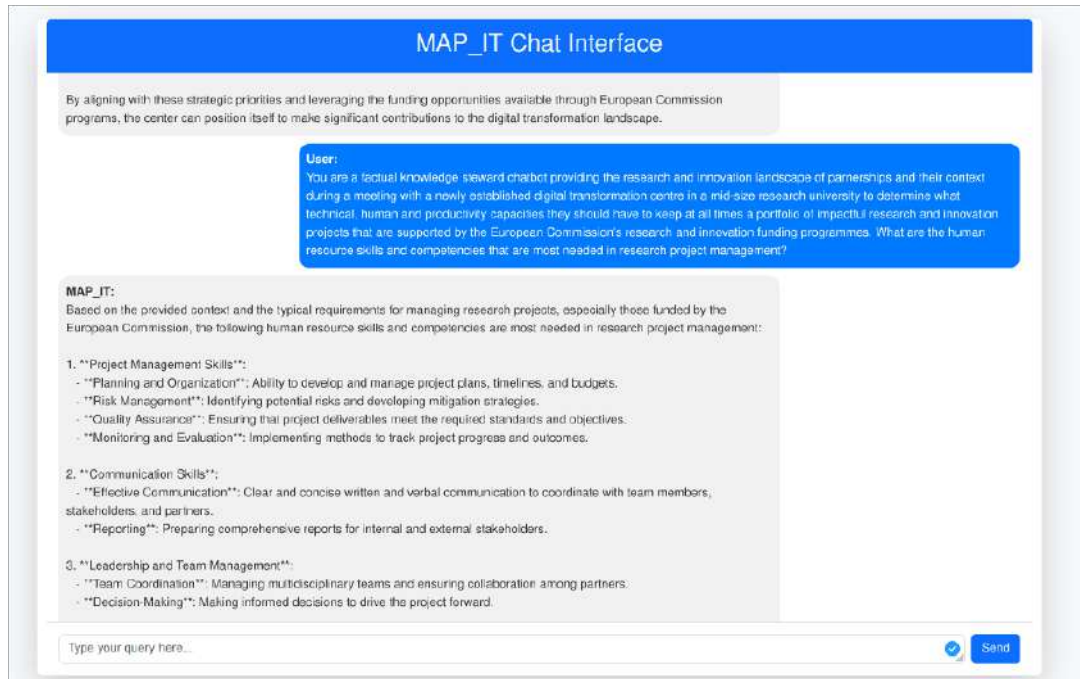 MAP_IT Chat Interface
By aligning with these strategic priorities and leveraging the funding opportunities available through European Commission
programs, the center can position itself to make significant contributions to the digital transformation landscape.
User:
You are a factual knowledge steward chatbot providing the research and innovation landscape of parnerships and their context
during a meeting with a newly established digital transformation centre in a mid-size research university to determine what
technical, human and productivity capacities they should have to keep at all times a portfolio of impactful research and innovation
projects that are supported by the European Commission's research and innovation funding programmes. What are the human
resource skills and competencies that are most needed in research project management?
MAP_IT:
Based on the provided context and the typical requirements for managing research projects, especially those funded by the
European Commission, the following human resource skills and competencies are most needed in research project management:
1. **Project Management Skills**:
- **Planning and Organization**: Ability to develop and manage project plans, timelines, and budgets.
- **Risk Management**: Identifying potential risks and developing mitigation strategies.
- **Quality Assurance**: Ensuring that project deliverables meet the required standards and objectives.
- **Monitoring and Evaluation**: Implementing methods to track project progress and outcomes.
2. **Communication Skills**:
- **Effective Communication**: Clear and concise written and verbal communication to coordinate with team members,
stakeholders, and partners.
- **Reporting**: Preparing comprehensive reports for internal and external stakeholders.
3. **Leadership and Team Management**:
- **Team Coordination**: Managing multidisciplinary teams and ensuring collaboration among partners.
- **Decision-Making**: Making informed decisions to drive the project forward.
Type your query here...
Send